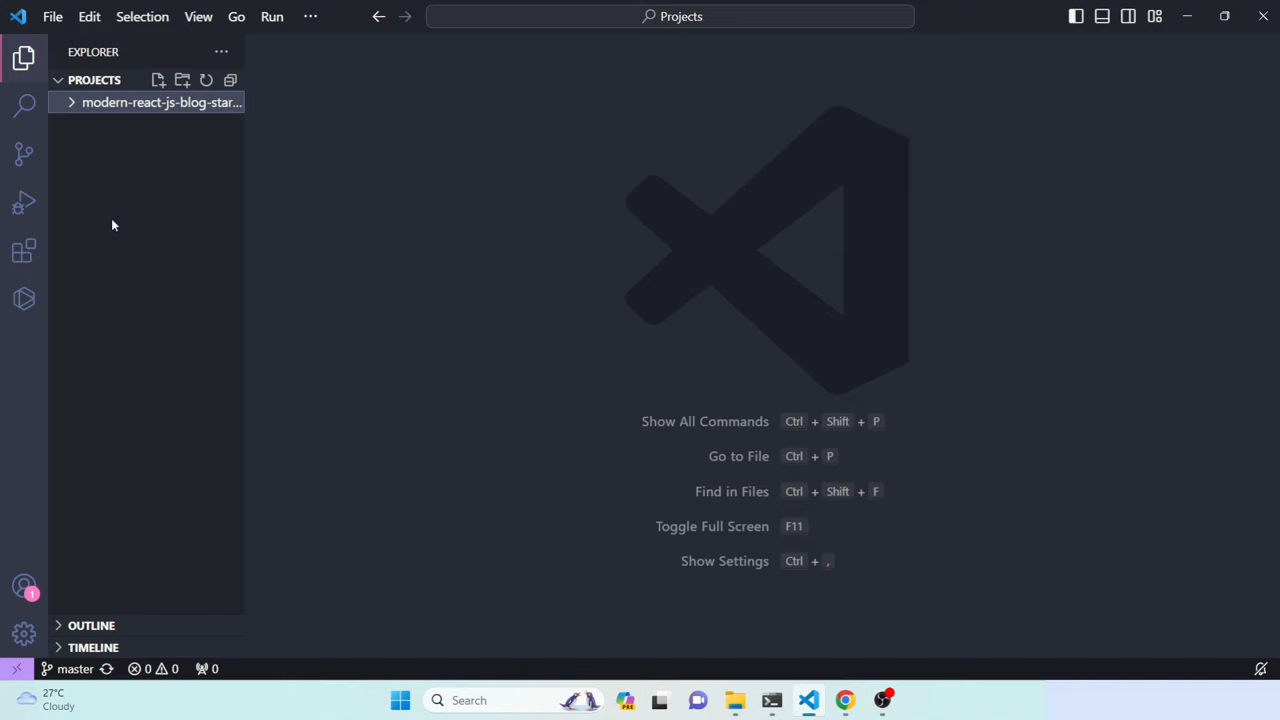 File Edit Selection View Go Run ···
Projects
EXPLORER
PROJECTS
modern-react-js-blog-star...
Show All Commands Ctrl + Shift + P
Go to File Ctrl + P
Find in Files Ctrl + Shift + F
Toggle Full Screen F11
Show Settings Ctrl + ,
1
OUTLINE
TIMELINE
master 0 0 0
27°C
Cloudy
Search
PRE